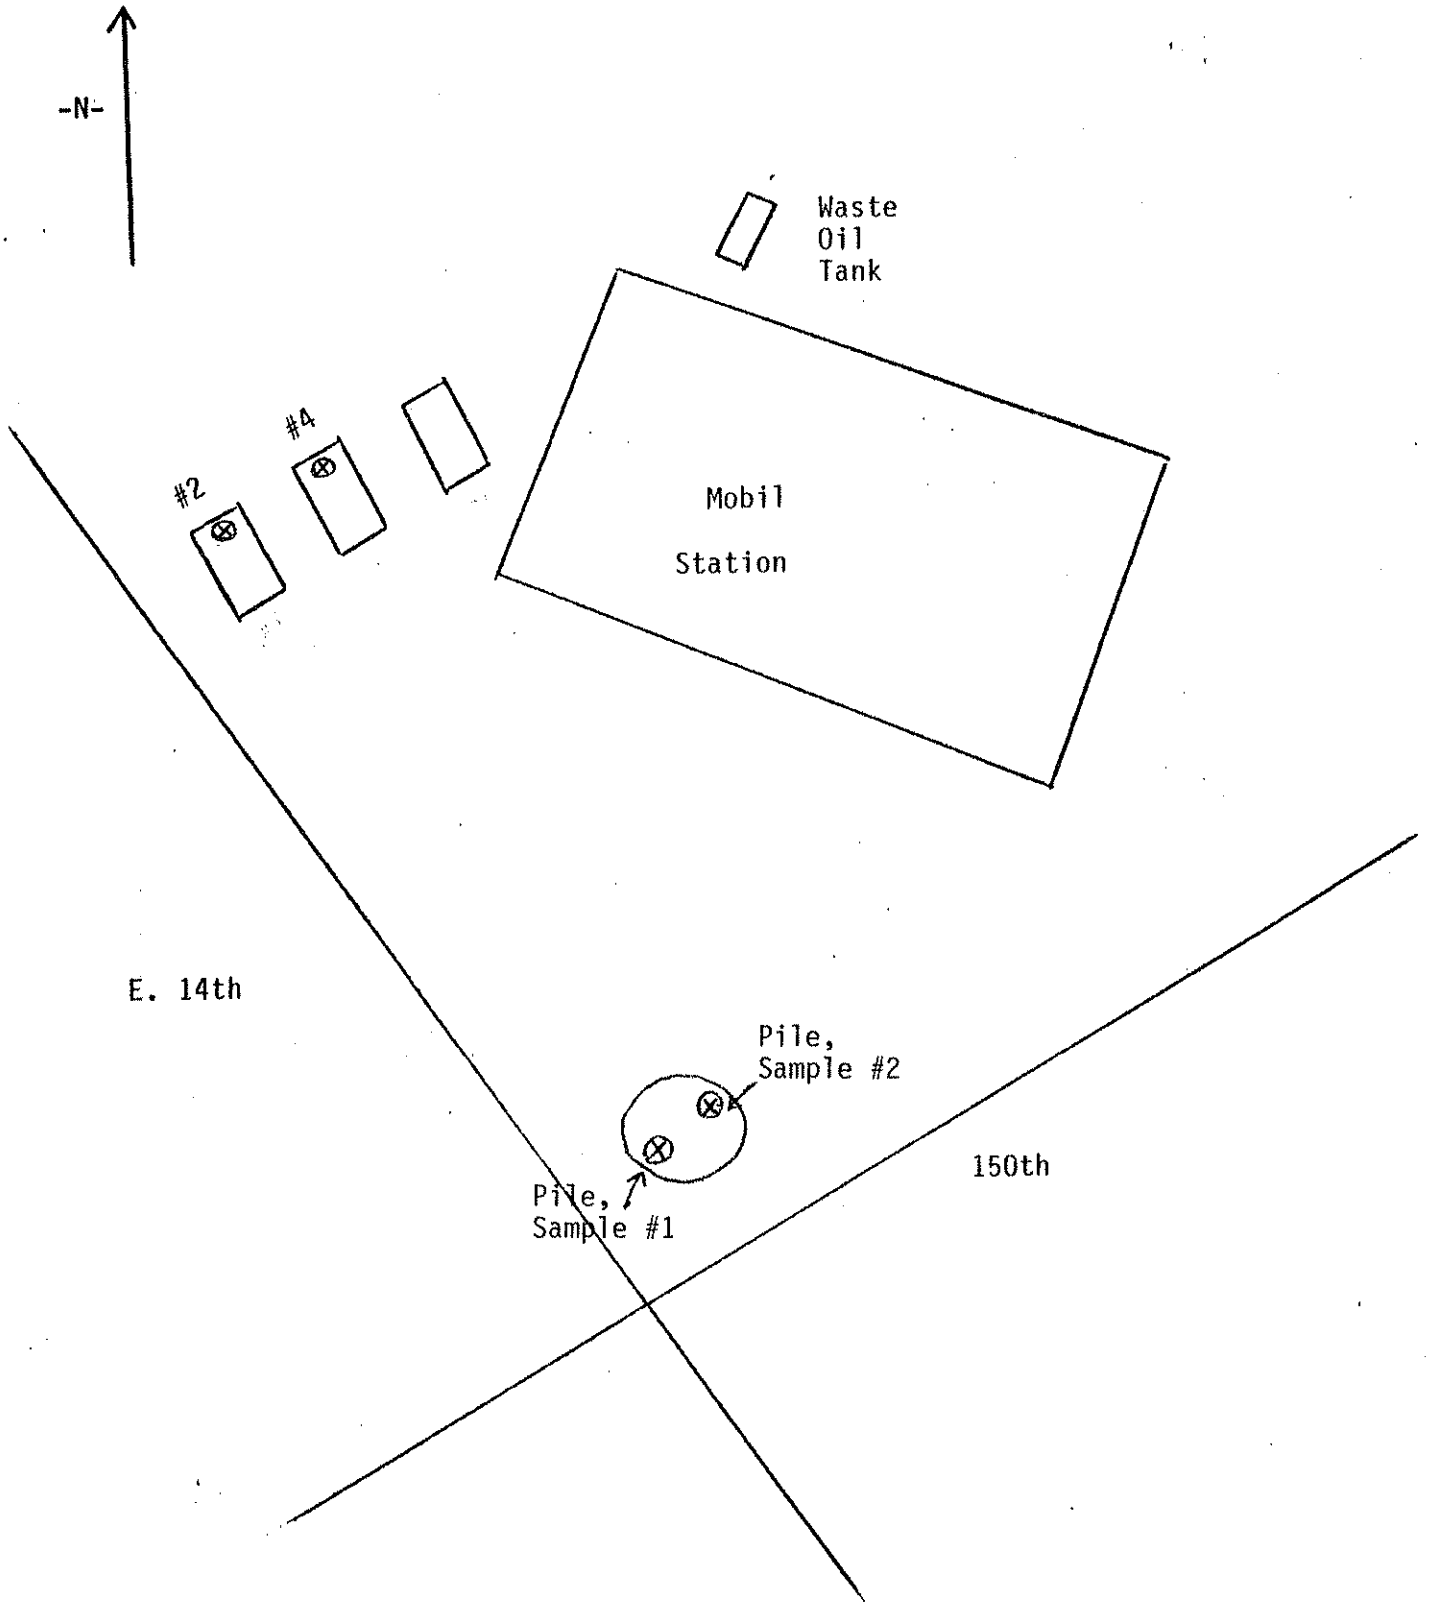 -N-
Waste
Oil
Tank
#4
#2
Mobil
Station
E. 14th
Pile,
Sample #2
150th
Pile,
Sample #1